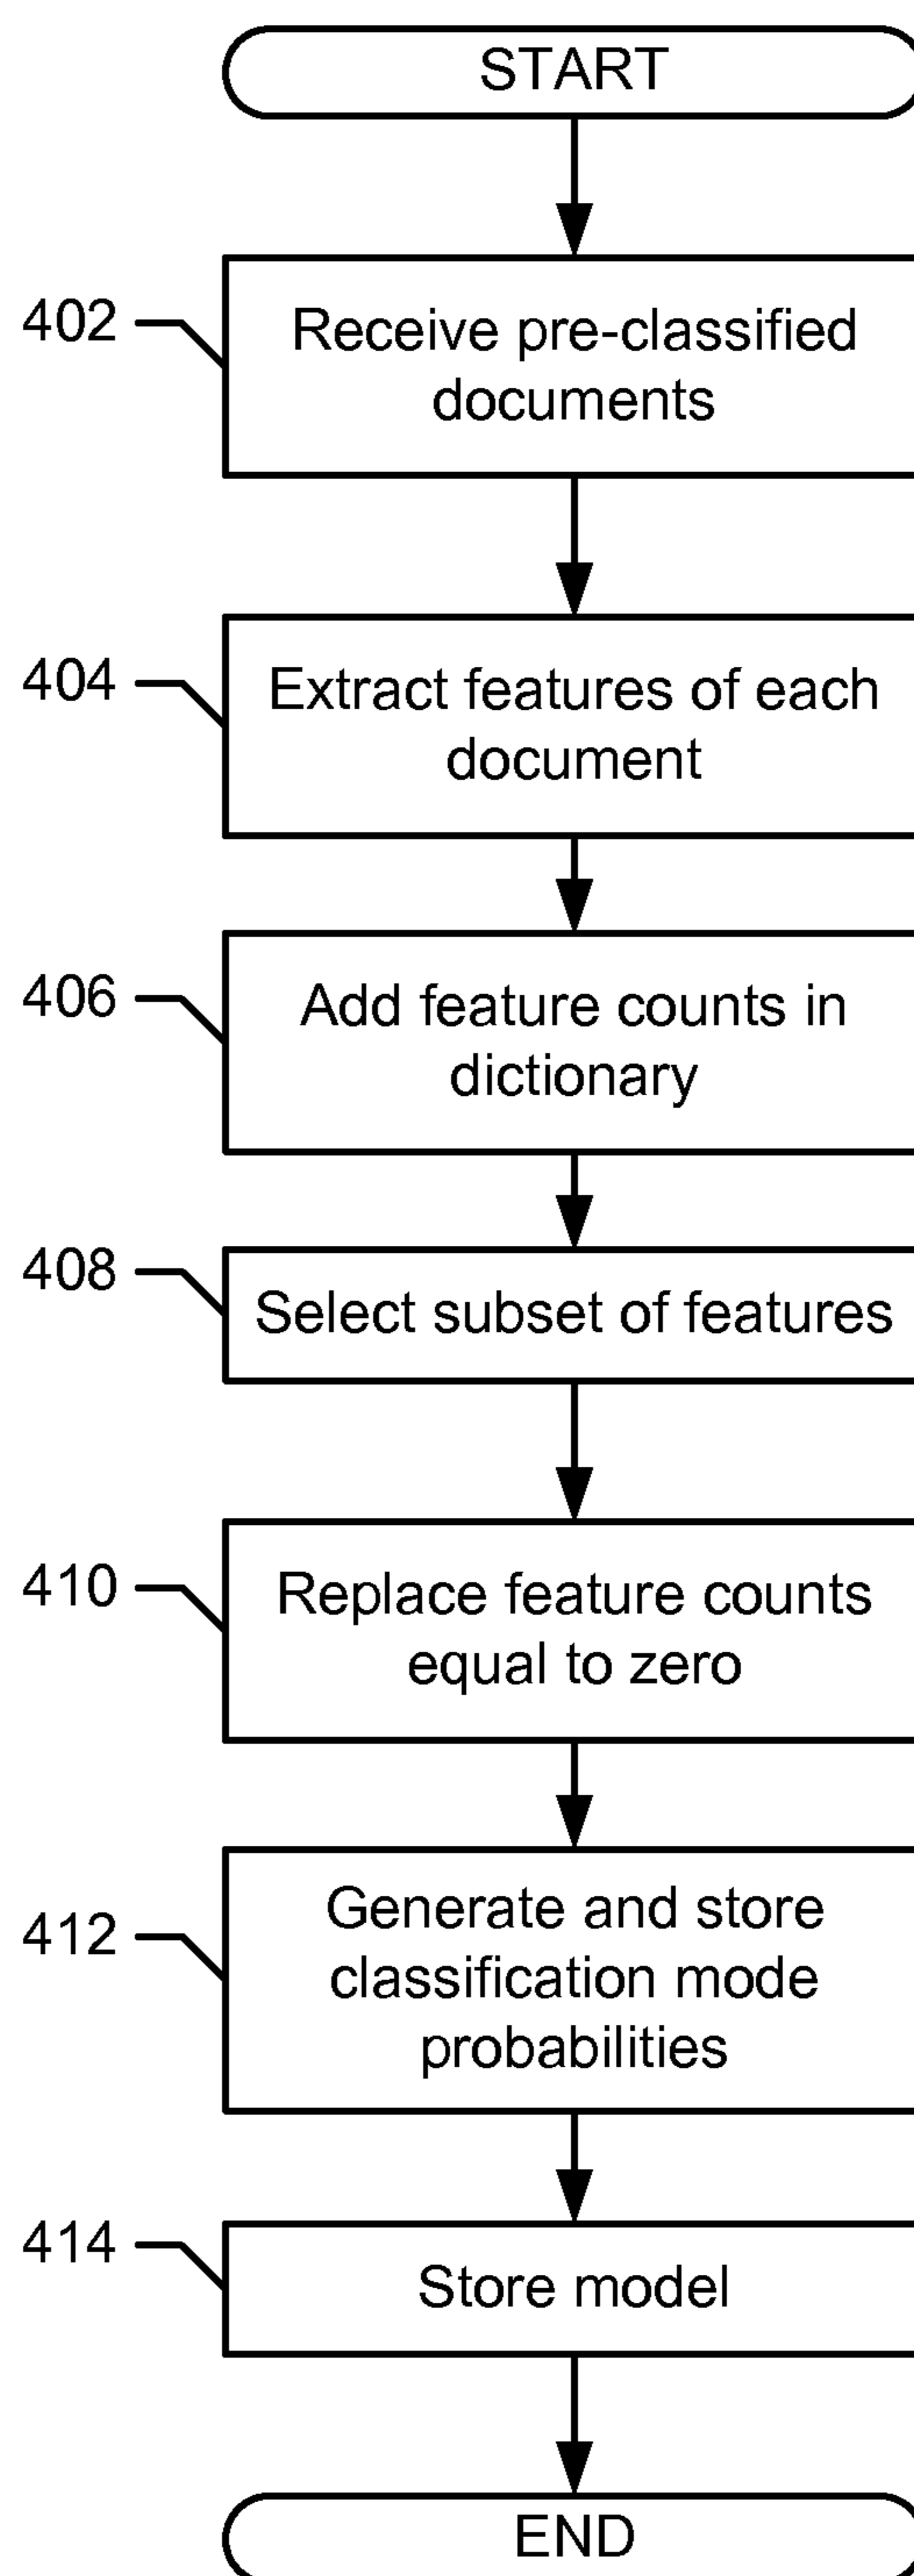 START
402
Receive pre-classified
documents
404
Extract features of each
document
406
Add feature counts in
dictionary
408
Select subset of features
410
Replace feature counts
equal to zero
412
Generate and store
classification mode
probabilities
414
Store model
END